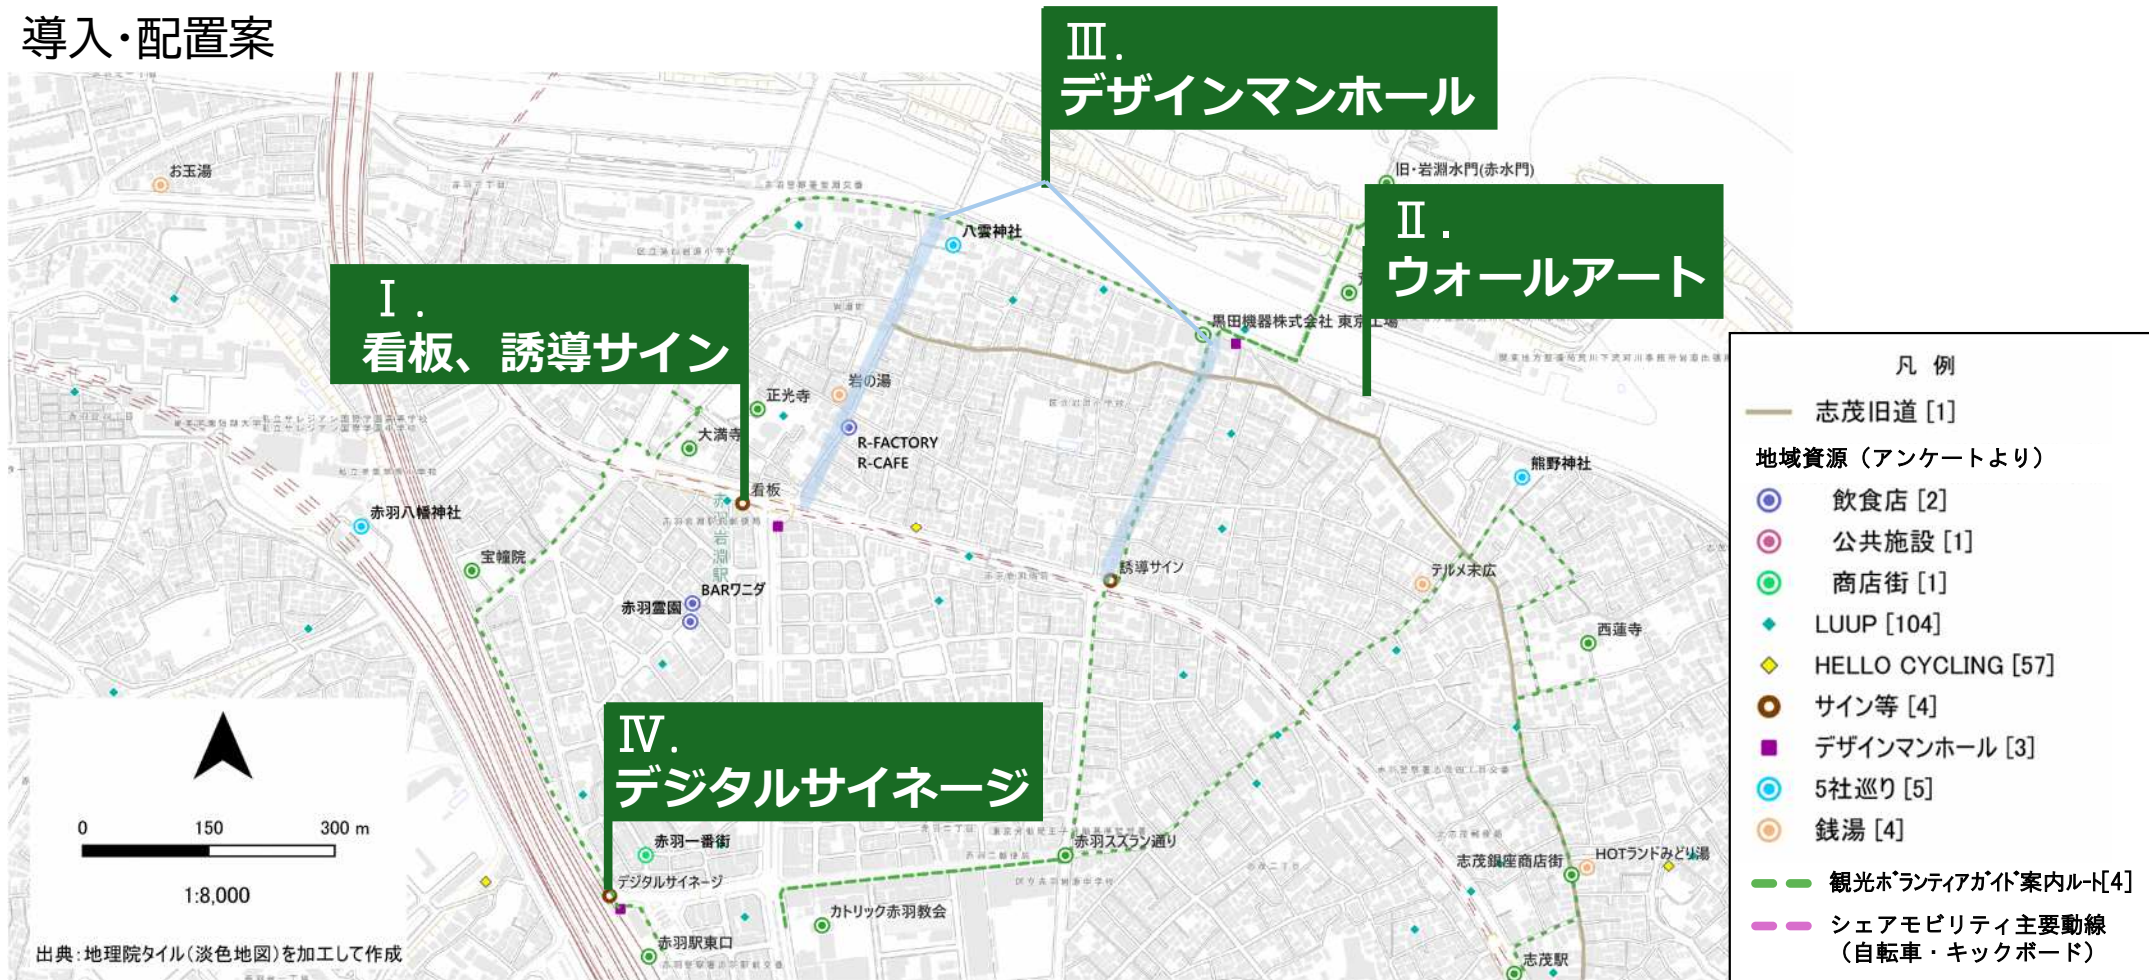 導入・配置案
Ⅲ.
デザインマンホール
お玉湯
旧・岩淵水門(赤水門)
Ⅱ.
ウォールアート
八雲神社
Ⅰ.
看板、誘導サイン
黒田機器株式会社 東京工場
岩の湯
正光寺
大満寺
R-FACTORY
R-CAFE
看板
赤羽岩淵駅
赤羽八幡神社
熊野神社
宝幢院
誘導サイン
テルメ末広
BARワニダ
赤羽霊園
西蓮寺
Ⅳ.
デジタルサイネージ
赤羽一番街
赤羽スズラン通り
デジタルサイネージ
カトリック赤羽教会
赤羽駅東口
志茂銀座商店街
HOTランドみどり湯
志茂駅
0 150 300 m
1:8,000
出典:地理院タイル(淡色地図)を加工して作成
凡 例
志茂旧道 [1]
地域資源（アンケートより）
飲食店 [2]
公共施設 [1]
商店街 [1]
LUUP [104]
HELLO CYCLING [57]
サイン等 [4]
デザインマンホール [3]
5社巡り [5]
銭湯 [4]
観光ボランティアガイド案内ルート[4]
シェアモビリティ主要動線
（自転車・キックボード）